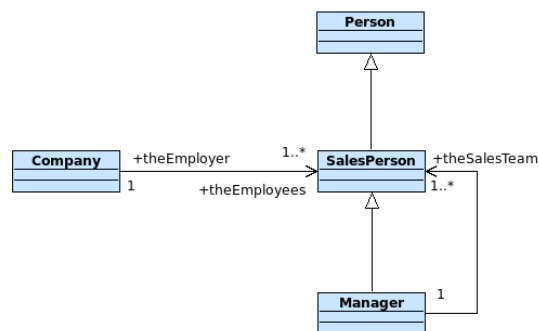 Person
+theEmployer
1..*
Company
SalesPerson
+theSalesTeam
1
+theEmployees
1..*
1
Manager